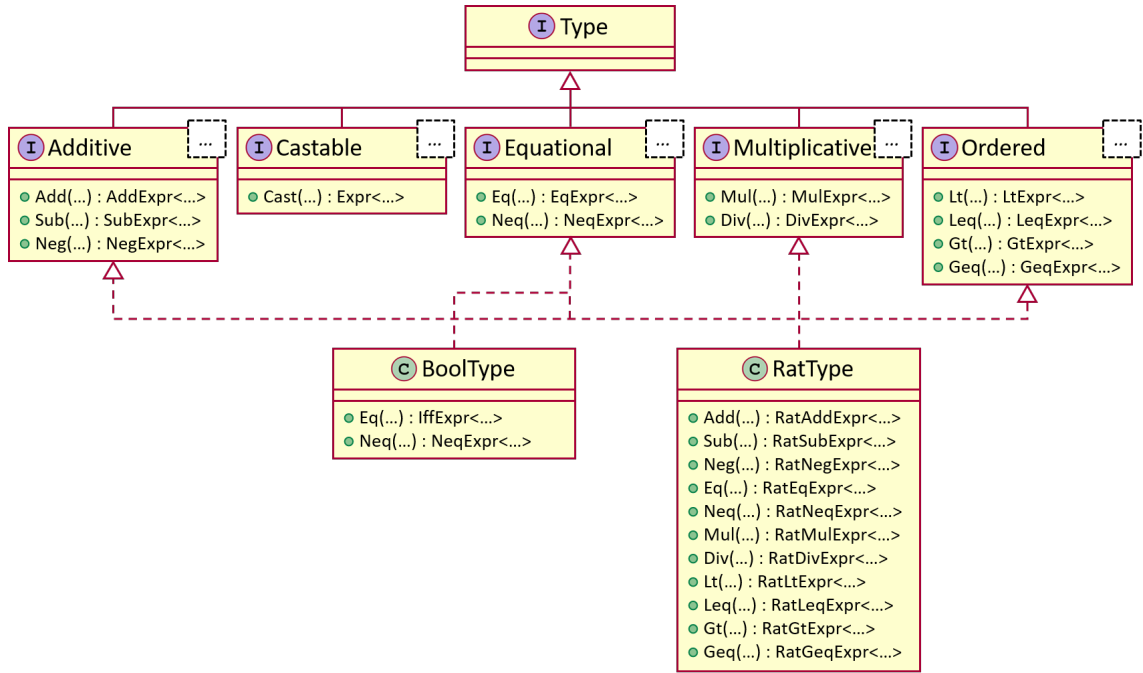 I Type
...
I Additive
Add(...) : AddExpr<...>
Sub(...) : SubExpr<...>
Neg(...) : NegExpr<...>
...
I Castable
Cast(...) : Expr<...>
...
I Equational
Eq(...) : EqExpr<...>
Neq(...) : NeqExpr<...>
...
I Multiplicative
Mul(...) : MulExpr<...>
Div(...) : DivExpr<...>
...
I Ordered
Lt(...) : LtExpr<...>
Leq(...) : LeqExpr<...>
Gt(...) : GtExpr<...>
Geq(...) : GeqExpr<...>
C BoolType
Eq(...) : IffExpr<...>
Neq(...) : NeqExpr<...>
C RatType
Add(...) : RatAddExpr<...>
Sub(...) : RatSubExpr<...>
Neg(...) : RatNegExpr<...>
Eq(...) : RatEqExpr<...>
Neq(...) : RatNeqExpr<...>
Mul(...) : RatMulExpr<...>
Div(...) : RatDivExpr<...>
Lt(...) : RatLtExpr<...>
Leq(...) : RatLeqExpr<...>
Gt(...) : RatGtExpr<...>
Geq(...) : RatGeqExpr<...>